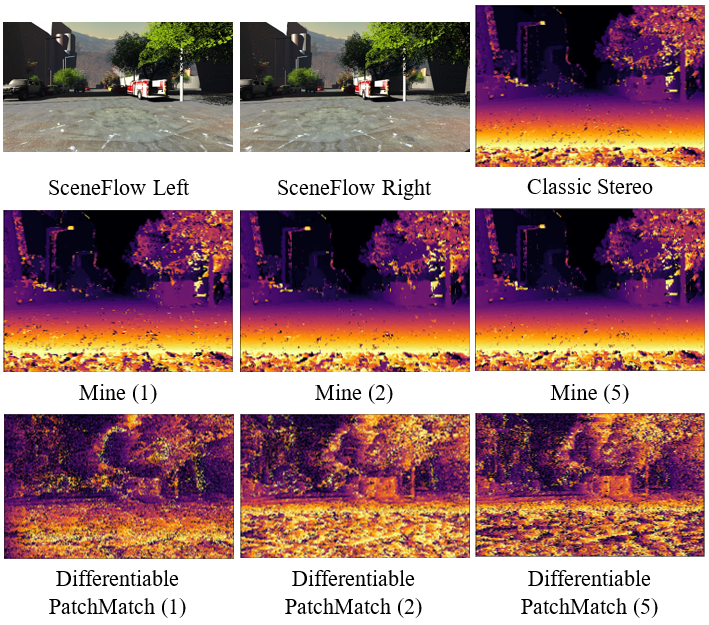 SceneFlow Left
SceneFlow Right
Classic Stereo
Mine (1)
Mine (2)
Mine (5)
Differentiable
PatchMatch (1)
Differentiable
PatchMatch (2)
Differentiable
PatchMatch (5)